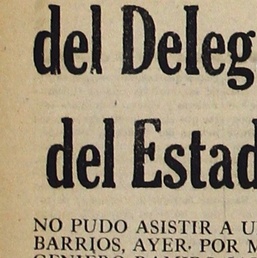 del Deleg
del Estad
NO PUDO ASISTIR A U
BARRIOS, AYER. POR M